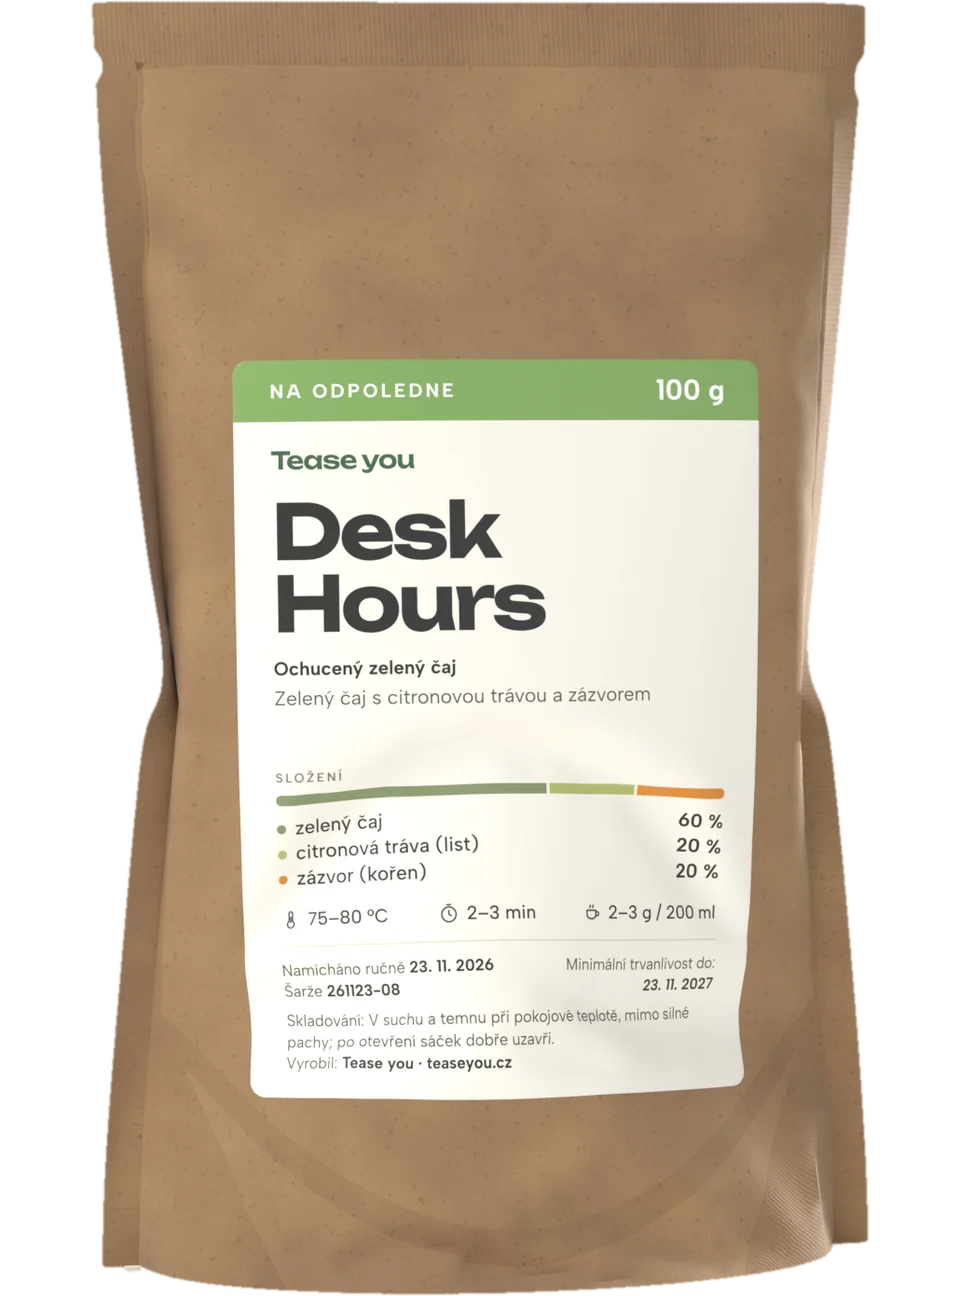 NA ODPOLEDNE 100 g
Tease you
Desk
Hours
Ochucený zelený čaj
Zelený čaj s citronovou trávou a zázvorem
SLOŽENÍ
zelený čaj 60 %
citronová tráva (list) 20 %
zázvor (kořen) 20 %
75–80 °C 2–3 min 2–3 g / 200 ml
Namícháno ručně 23. 11. 2026 Minimální trvanlivost do:
Šarže 261123-08 23. 11. 2027
Skladování: V suchu a temnu při pokojové teplotě, mimo silné
pachy; po otevření sáček dobře uzavři.
Vyrobil: Tease you · teaseyou.cz